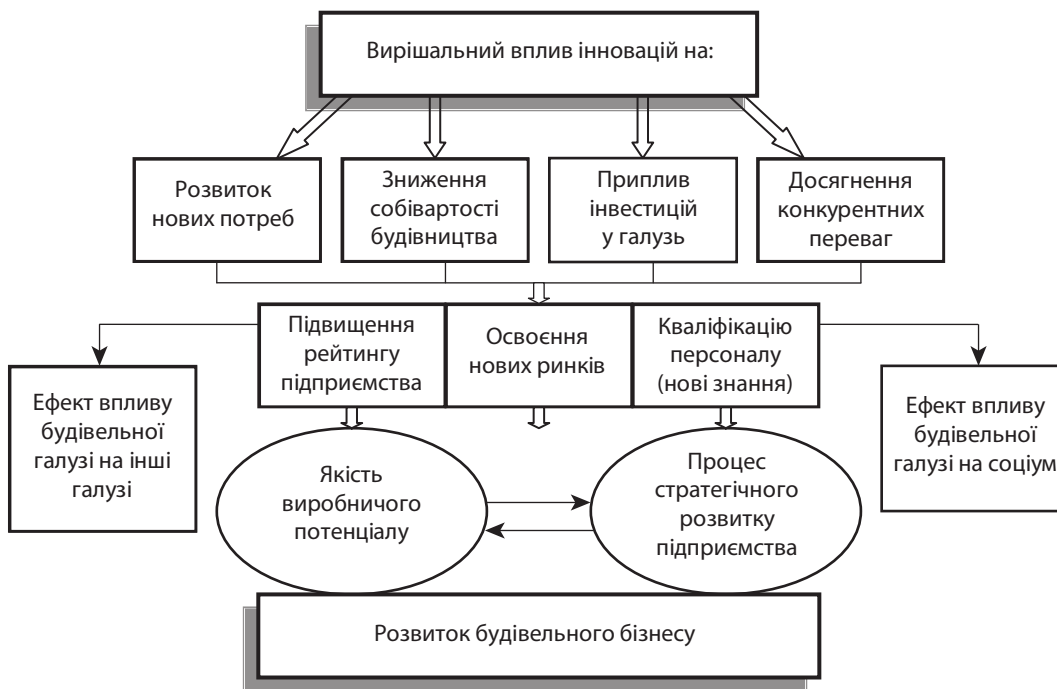 Вирішальний вплив інновацій на:
Розвиток
нових потреб
Зниження
собівартості
будівництва
Приплив
інвестицій
у галузь
Досягнення
конкурентних
переваг
Підвищення
рейтингу
підприємства
Освоєння
нових ринків
Кваліфікацію
персоналу
(нові знання)
Ефект впливу
будівельної
галузі на інші
галузі
Якість
виробничого
потенціалу
Процес
стратегічного
розвитку
підприємства
Ефект впливу
будівельної
галузі на соціум
Розвиток будівельного бізнесу